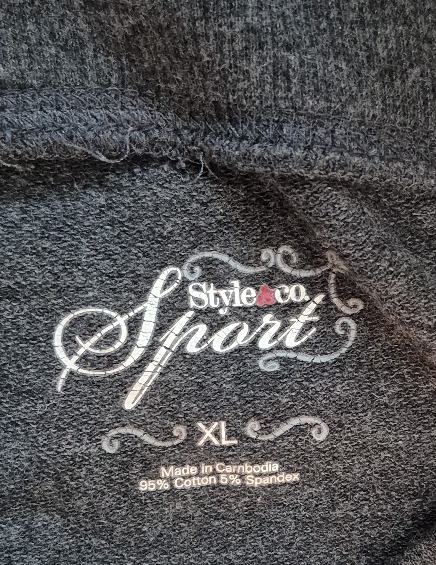 Style&co.
Sport
XL
Made in Cambodia
95% Cotton 5% Spandex